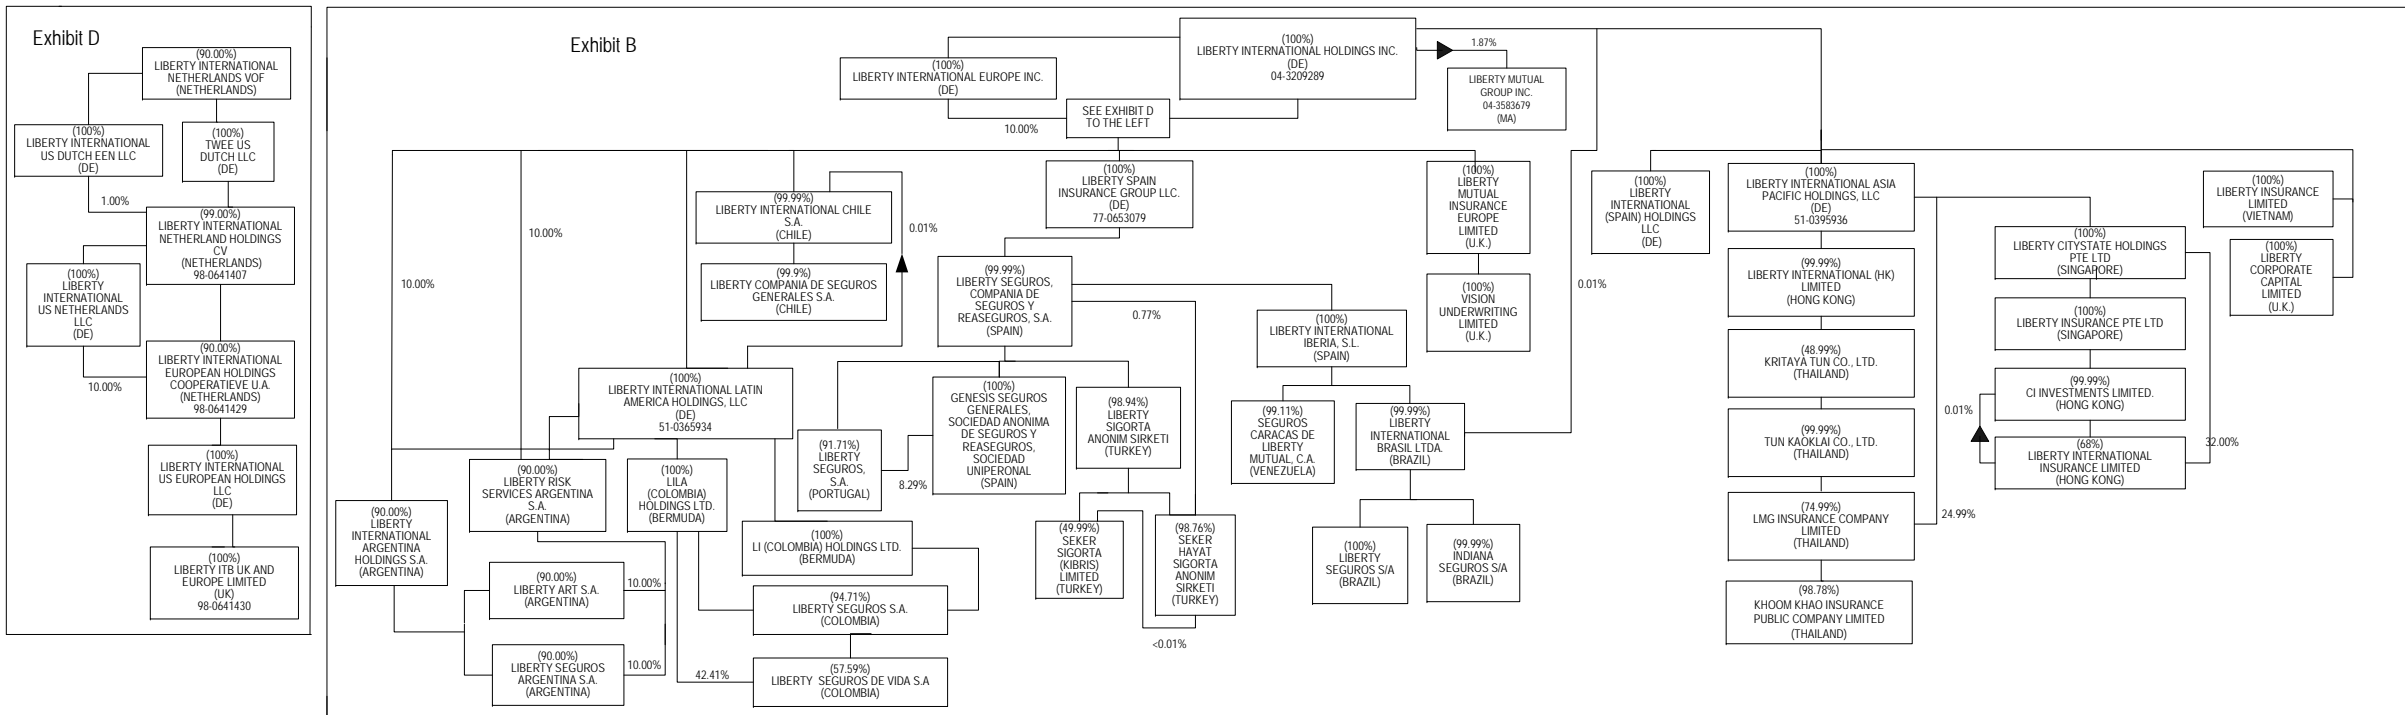 Exhibit D
(90.00%)
LIBERTY INTERNATIONAL
NETHERLANDS VOF
(NETHERLANDS)
(100%)
LIBERTY INTERNATIONAL
US DUTCH EEN LLC
(DE)
(100%)
TWEE US
DUTCH LLC
(DE)
1.00%
(99.00%)
LIBERTY INTERNATIONAL
NETHERLAND HOLDINGS
CV
(NETHERLANDS)
98-0641407
(100%)
LIBERTY
INTERNATIONAL
US NETHERLANDS
LLC
(DE)
10.00%
(90.00%)
LIBERTY INTERNATIONAL
EUROPEAN HOLDINGS
COOPERATIEVE U.A.
(NETHERLANDS)
98-0641429
(100%)
LIBERTY INTERNATIONAL
US EUROPEAN HOLDINGS
LLC
(DE)
(100%)
LIBERTY ITB UK AND
EUROPE LIMITED
(UK)
98-0641430
Exhibit B
(100%)
LIBERTY INTERNATIONAL HOLDINGS INC.
(DE)
04-3209289
1.87%
LIBERTY MUTUAL
GROUP INC.
04-3583679
(MA)
(100%)
LIBERTY INTERNATIONAL EUROPE INC.
(DE)
10.00%
SEE EXHIBIT D
TO THE LEFT
10.00%
10.00%
(99.99%)
LIBERTY INTERNATIONAL CHILE
S.A.
(CHILE)
0.01%
(99.9%)
LIBERTY COMPANIA DE SEGUROS
GENERALES S.A.
(CHILE)
(100%)
LIBERTY SPAIN
INSURANCE GROUP LLC.
(DE)
77-0653079
(99.99%)
LIBERTY SEGUROS,
COMPANIA DE
SEGUROS Y
REASEGUROS, S.A.
(SPAIN)
0.77%
(100%)
LIBERTY INTERNATIONAL
IBERIA, S.L.
(SPAIN)
(100%)
LIBERTY
MUTUAL
INSURANCE
EUROPE
LIMITED
(U.K.)
(100%)
VISION
UNDERWRITING
LIMITED
(U.K.)
0.01%
(100%)
LIBERTY INTERNATIONAL LATIN
AMERICA HOLDINGS, LLC
(DE)
51-0365934
(91.71%)
LIBERTY
SEGUROS,
S.A.
(PORTUGAL)
8.29%
(100%)
GENESIS SEGUROS
GENERALES,
SOCIEDAD ANONIMA
DE SEGUROS Y
REASEGUROS,
SOCIEDAD
UNIPERONAL
(SPAIN)
(98.94%)
LIBERTY
SIGORTA
ANONIM SIRKETI
(TURKEY)
(99.11%)
SEGUROS
CARACAS DE
LIBERTY
MUTUAL, C.A.
(VENEZUELA)
(99.99%)
LIBERTY
INTERNATIONAL
BRASIL LTDA.
(BRAZIL)
(90.00%)
LIBERTY
INTERNATIONAL
ARGENTINA
HOLDINGS S.A.
(ARGENTINA)
(90.00%)
LIBERTY RISK
SERVICES ARGENTINA
S.A.
(ARGENTINA)
(100%)
LILA
(COLOMBIA)
HOLDINGS LTD.
(BERMUDA)
(100%)
LI (COLOMBIA) HOLDINGS LTD.
(BERMUDA)
(49.99%)
SEKER
SIGORTA
(KIBRIS)
LIMITED
(TURKEY)
(98.76%)
SEKER
HAYAT
SIGORTA
ANONIM
SIRKETI
(TURKEY)
<0.01%
(100%)
LIBERTY
SEGUROS S/A
(BRAZIL)
(99.99%)
INDIANA
SEGUROS S/A
(BRAZIL)
(90.00%)
LIBERTY ART S.A.
(ARGENTINA)
10.00%
(90.00%)
LIBERTY SEGUROS
ARGENTINA S.A.
(ARGENTINA)
10.00%
(94.71%)
LIBERTY SEGUROS S.A.
(COLOMBIA)
42.41%
(57.59%)
LIBERTY SEGUROS DE VIDA S.A
(COLOMBIA)
(100%)
LIBERTY
INTERNATIONAL
(SPAIN) HOLDINGS
LLC
(DE)
(100%)
LIBERTY INTERNATIONAL ASIA
PACIFIC HOLDINGS, LLC
(DE)
51-0395936
(99.99%)
LIBERTY INTERNATIONAL (HK)
LIMITED
(HONG KONG)
(48.99%)
KRITAYA TUN CO., LTD.
(THAILAND)
(99.99%)
TUN KAOKLAI CO., LTD.
(THAILAND)
(74.99%)
LMG INSURANCE COMPANY
LIMITED
(THAILAND)
24.99%
(98.78%)
KHOOM KHAO INSURANCE
PUBLIC COMPANY LIMITED
(THAILAND)
(100%)
LIBERTY CITYSTATE HOLDINGS
PTE LTD
(SINGAPORE)
(100%)
LIBERTY INSURANCE PTE LTD
(SINGAPORE)
(99.99%)
CI INVESTMENTS LIMITED.
(HONG KONG)
0.01%
(68%)
LIBERTY INTERNATIONAL
INSURANCE LIMITED
(HONG KONG)
32.00%
(100%)
LIBERTY INSURANCE
LIMITED
(VIETNAM)
(100%)
LIBERTY
CORPORATE
CAPITAL
LIMITED
(U.K.)